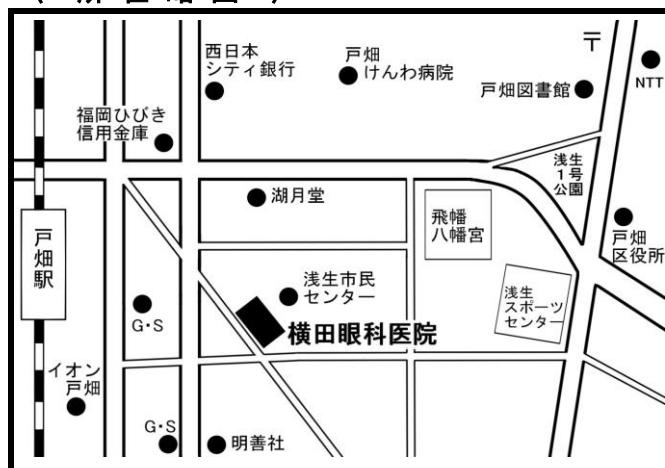 西日本
シティ銀行
戸畑
けんわ病院
〒
戸畑図書館
NTT
福岡ひびき
信用金庫
浅生
1号
公園
湖月堂
飛幡
八幡宮
戸畑
区役所
戸畑駅
浅生市民
センター
浅生
スポーツ
センター
G・S
横田眼科医院
イオン
戸畑
G・S
明善社